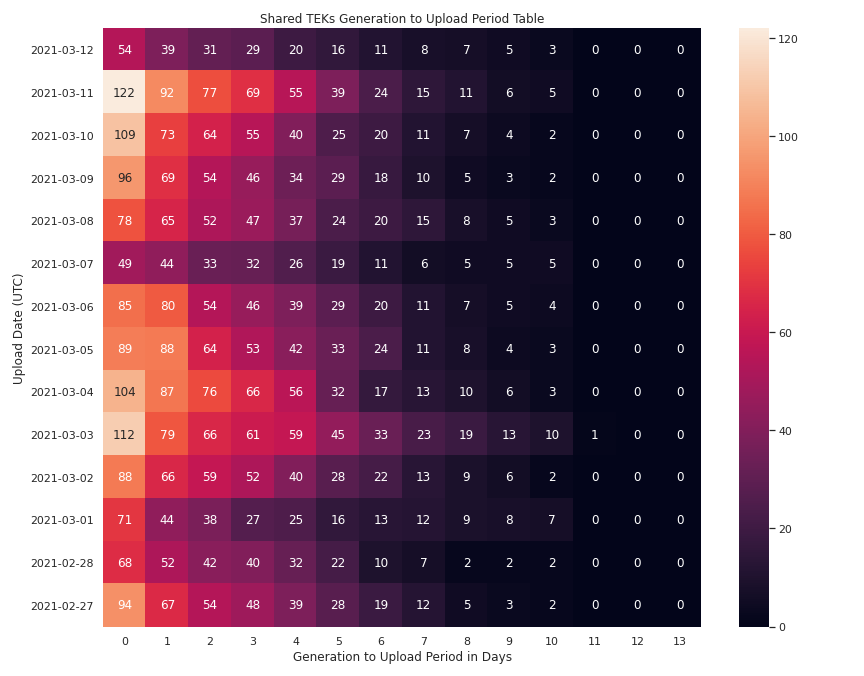 Shared TEKs Generation to Upload Period Table
Upload Date (UTC)
2021-03-12 54 39 31 29 20 16 11 8 7 5 3 0 0 0
2021-03-11 122 92 77 69 55 39 24 15 11 6 5 0 0 0
2021-03-10 109 73 64 55 40 25 20 11 7 4 2 0 0 0
2021-03-09 96 69 54 46 34 29 18 10 5 3 2 0 0 0
2021-03-08 78 65 52 47 37 24 20 15 8 5 3 0 0 0
2021-03-07 49 44 33 32 26 19 11 6 5 5 5 0 0 0
2021-03-06 85 80 54 46 39 29 20 11 7 5 4 0 0 0
2021-03-05 89 88 64 53 42 33 24 11 8 4 3 0 0 0
2021-03-04 104 87 76 66 56 32 17 13 10 6 3 0 0 0
2021-03-03 112 79 66 61 59 45 33 23 19 13 10 1 0 0
2021-03-02 88 66 59 52 40 28 22 13 9 6 2 0 0 0
2021-03-01 71 44 38 27 25 16 13 12 9 8 7 0 0 0
2021-02-28 68 52 42 40 32 22 10 7 2 2 2 0 0 0
2021-02-27 94 67 54 48 39 28 19 12 5 3 2 0 0 0
0 1 2 3 4 5 6 7 8 9 10 11 12 13
Generation to Upload Period in Days
120
100
80
60
40
20
0